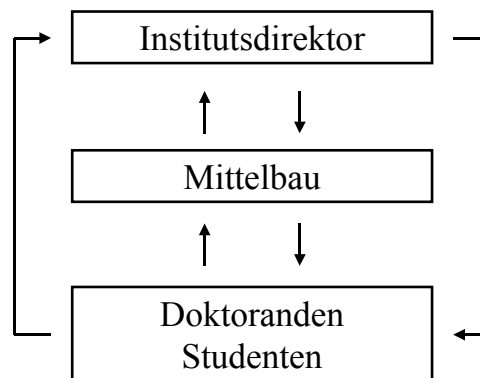 Institutsdirektor
Mittelbau
Doktoranden
Studenten